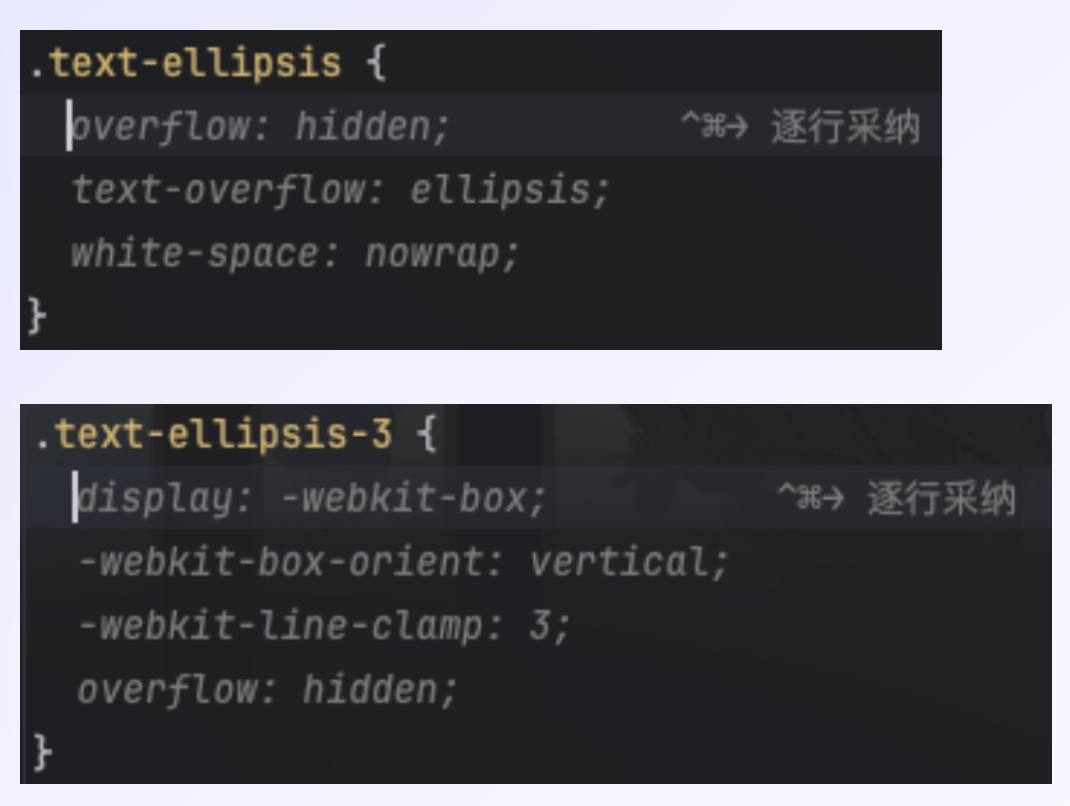 .text-ellipsis {
overflow: hidden; ^⌘→ 逐行采纳
text-overflow: ellipsis;
white-space: nowrap;
}
.text-ellipsis-3 {
display: -webkit-box; ^⌘→ 逐行采纳
-webkit-box-orient: vertical;
-webkit-line-clamp: 3;
overflow: hidden;
}